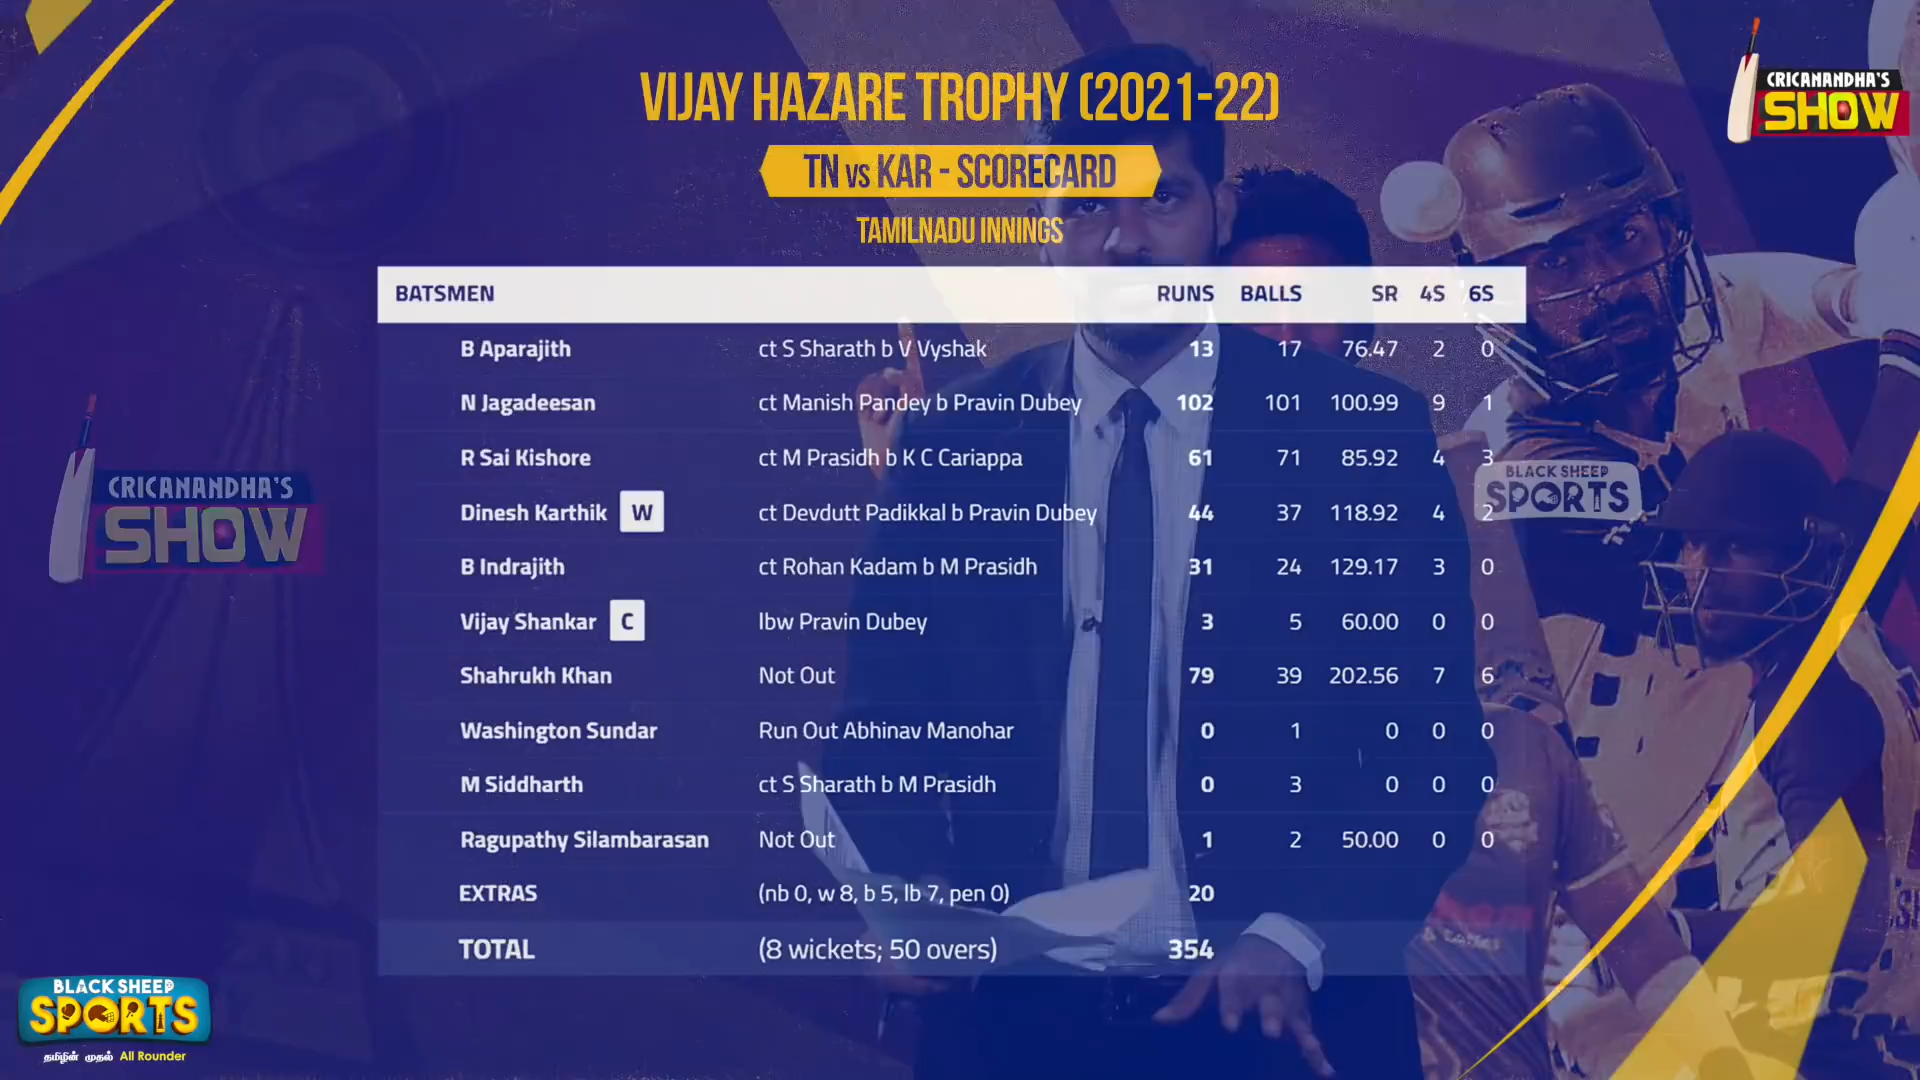 VIJAY HAZARE TROPHY (2021-22)
CRICANANDHA'S
SHOW
TN VS KAR - SCORECARD
TAMILNADU INNINGS
BATSMEN RUNS BALLS SR 4S 6S
B Aparajith ct S Sharath b V Vyshak 13 17 76.47 2 0
N Jagadeesan ct Manish Pandey b Pravin Dubey 102 101 100.99 9 1
R Sai Kishore ct M Prasidh b K C Cariappa 61 71 85.92 4 3
Dinesh Karthik W ct Devdutt Padikkal b Pravin Dubey 44 37 118.92 4 2
B Indrajith ct Rohan Kadam b M Prasidh 31 24 129.17 3 0
Vijay Shankar C lbw Pravin Dubey 3 5 60.00 0 0
Shahrukh Khan Not Out 79 39 202.56 7 6
Washington Sundar Run Out Abhinav Manohar 0 1 0 0 0
M Siddharth ct S Sharath b M Prasidh 0 3 0 0 0
Ragupathy Silambarasan Not Out 1 2 50.00 0 0
EXTRAS (nb 0, w 8, b 5, lb 7, pen 0) 20
TOTAL (8 wickets; 50 overs) 354
CRICANANDHA'S
SHOW
BLACK SHEEP
SPORTS
BLACK SHEEP
SPORTS
தமிழின் முதல் All Rounder